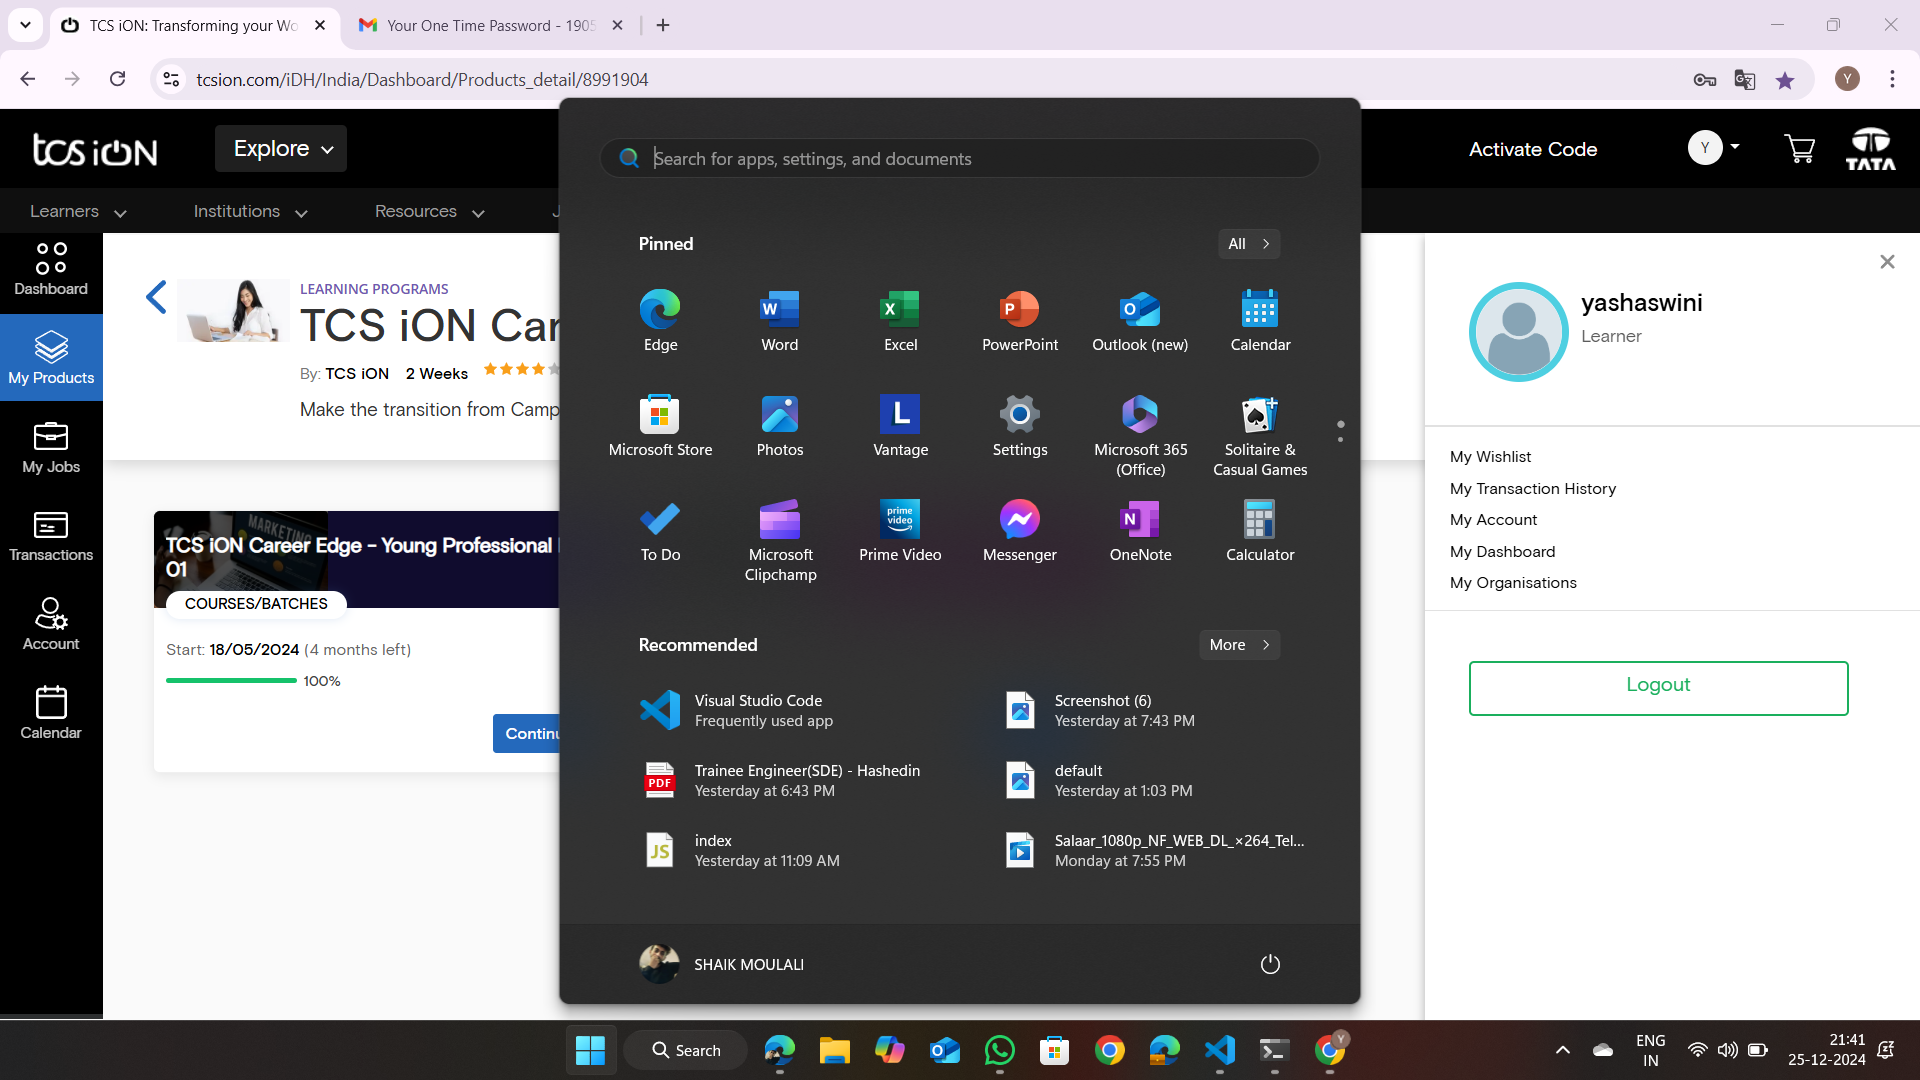 TCS iON: Transforming your Wo
Your One Time Password - 1905
tcsion.com/iDH/India/Dashboard/Products_detail/8991904
Y
tcs iON
Explore
Activate Code
Y
TATA
Learners
Institutions
Resources
J
Dashboard
My Products
My Jobs
Transactions
Account
Calendar
LEARNING PROGRAMS
TCS iON Car
By: TCS iON 2 Weeks
Make the transition from Camp
TCS iON Career Edge - Young Professional
01
COURSES/BATCHES
Start: 18/05/2024 (4 months left)
100%
Continu
Search for apps, settings, and documents
Pinned
All
Edge
Word
Excel
PowerPoint
Outlook (new)
Calendar
Microsoft Store
Photos
Vantage
Settings
Microsoft 365
(Office)
Solitaire &
Casual Games
To Do
Microsoft
Clipchamp
prime
video
Prime Video
Messenger
OneNote
Calculator
Recommended
More
Visual Studio Code
Frequently used app
Screenshot (6)
Yesterday at 7:43 PM
PDF
Trainee Engineer(SDE) - Hashedin
Yesterday at 6:43 PM
default
Yesterday at 1:03 PM
JS
index
Yesterday at 11:09 AM
Salaar_1080p_NF_WEB_DL_×264_Tel...
Monday at 7:55 PM
SHAIK MOULALI
yashaswini
Learner
My Wishlist
My Transaction History
My Account
My Dashboard
My Organisations
Logout
Search
ENG
IN
21:41
25-12-2024